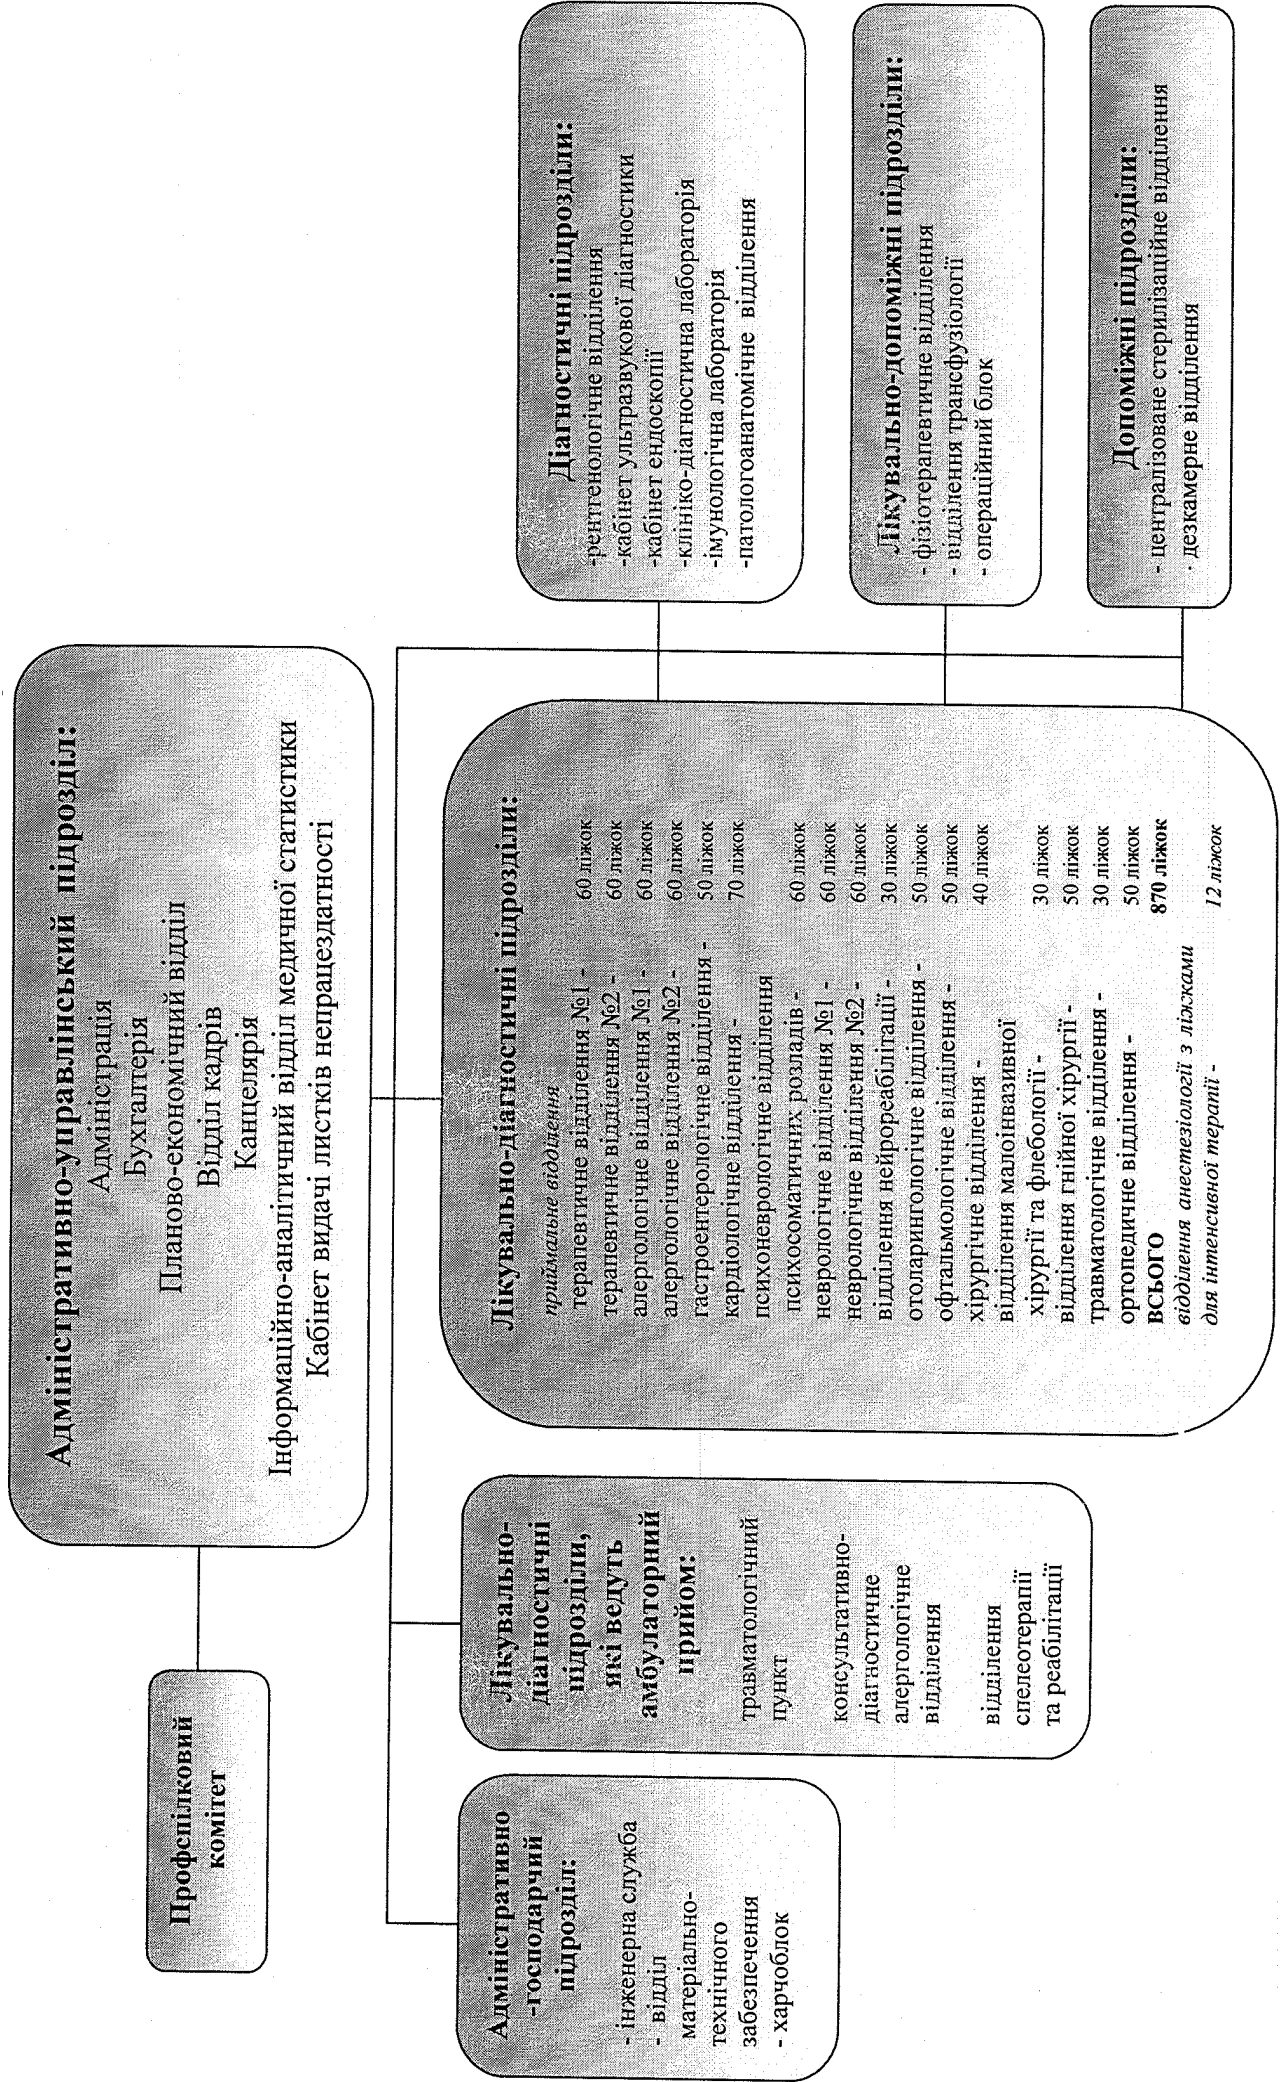 Адміністративно-управлінський підрозділ:
Адміністрація
Бухгалтерія
Планово-економічний відділ
Відділ кадрів
Канцелярія
Інформаційно-аналітичний відділ медичної статистики
Кабінет видачі листків непрацездатності
Профспілковий
комітет
Адміністративно
-господарчий
підрозділ:
- інженерна служба
- відділ
матеріально-
технічного
забезпечення
- харчоблок
Лікувально-
діагностичні
підрозділи,
які ведуть
амбулаторний
прийом:
травматологічний
пункт
консультативно-
діагностичне
алергологічне
відділення
відділення
спелеотерапії
та реабілітації
Лікувально-діагностичні підрозділи:
приймальне відділення
терапевтичне відділення №1 - 60 ліжок
терапевтичне відділення №2 - 60 ліжок
алергологічне відділення №1 - 60 ліжок
алергологічне відділення №2 - 60 ліжок
гастроентерологічне відділення - 50 ліжок
кардіологічне відділення - 70 ліжок
психоневрологічне відділення
психосоматичних розладів - 60 ліжок
неврологічне відділення №1 - 60 ліжок
неврологічне відділення №2 - 60 ліжок
відділення нейрореабілітації - 30 ліжок
отоларингологічне відділення - 50 ліжок
офтальмологічне відділення - 50 ліжок
хірургічне відділення - 40 ліжок
відділення малоінвазивної
хірургії та флебології - 30 ліжок
відділення гнійної хірургії - 50 ліжок
травматологічне відділення - 30 ліжок
ортопедичне відділення - 50 ліжок
ВСЬОГО 870 ліжок
відділення анестезіології з ліжками
для інтенсивної терапії - 12 ліжок
Діагностичні підрозділи:
-рентгенологічне відділення
-кабінет ультразвукової діагностики
-кабінет ендоскопії
-клініко-діагностична лабораторія
-імунологічна лабораторія
-патологоанатомічне відділення
Лікувально-допоміжні підрозділи:
- фізіотерапевтичне відділення
- відділення трансфузіології
- операційний блок
Допоміжні підрозділи:
- централізоване стерилізаційне відділення
- дезкамерне відділення